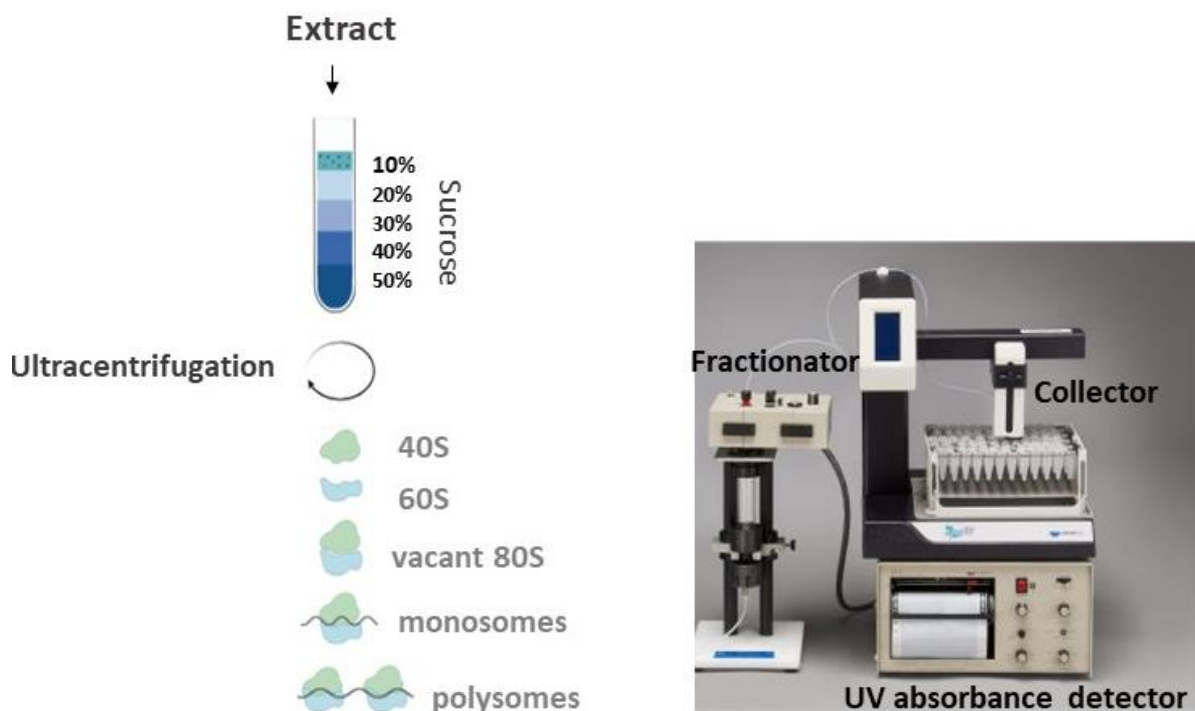 Extract
10%
20%
30%
40%
50%
Sucrose
Ultracentrifugation
40S
60S
vacant 80S
monosomes
polysomes
Fractionator
Collector
UV absorbance detector